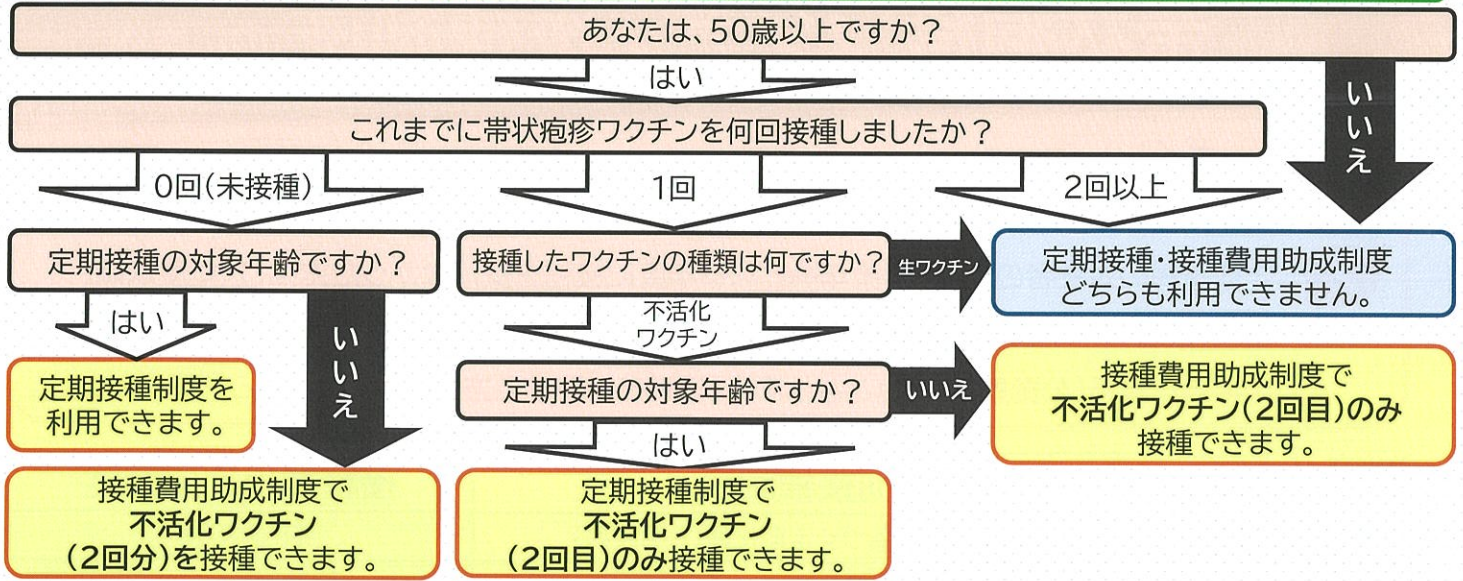 あなたは、50歳以上ですか？
はい
いいえ
これまでに帯状疱疹ワクチンを何回接種しましたか？
0回(未接種)
1回
2回以上
定期接種の対象年齢ですか？
接種したワクチンの種類は何ですか？
生ワクチン
定期接種・接種費用助成制度
どちらも利用できません。
はい
いいえ
不活化
ワクチン
定期接種制度を
利用できます。
定期接種の対象年齢ですか？
いいえ
接種費用助成制度で
不活化ワクチン(2回目)のみ
接種できます。
はい
接種費用助成制度で
不活化ワクチン
(2回分)を接種できます。
定期接種制度で
不活化ワクチン
(2回目)のみ接種できます。